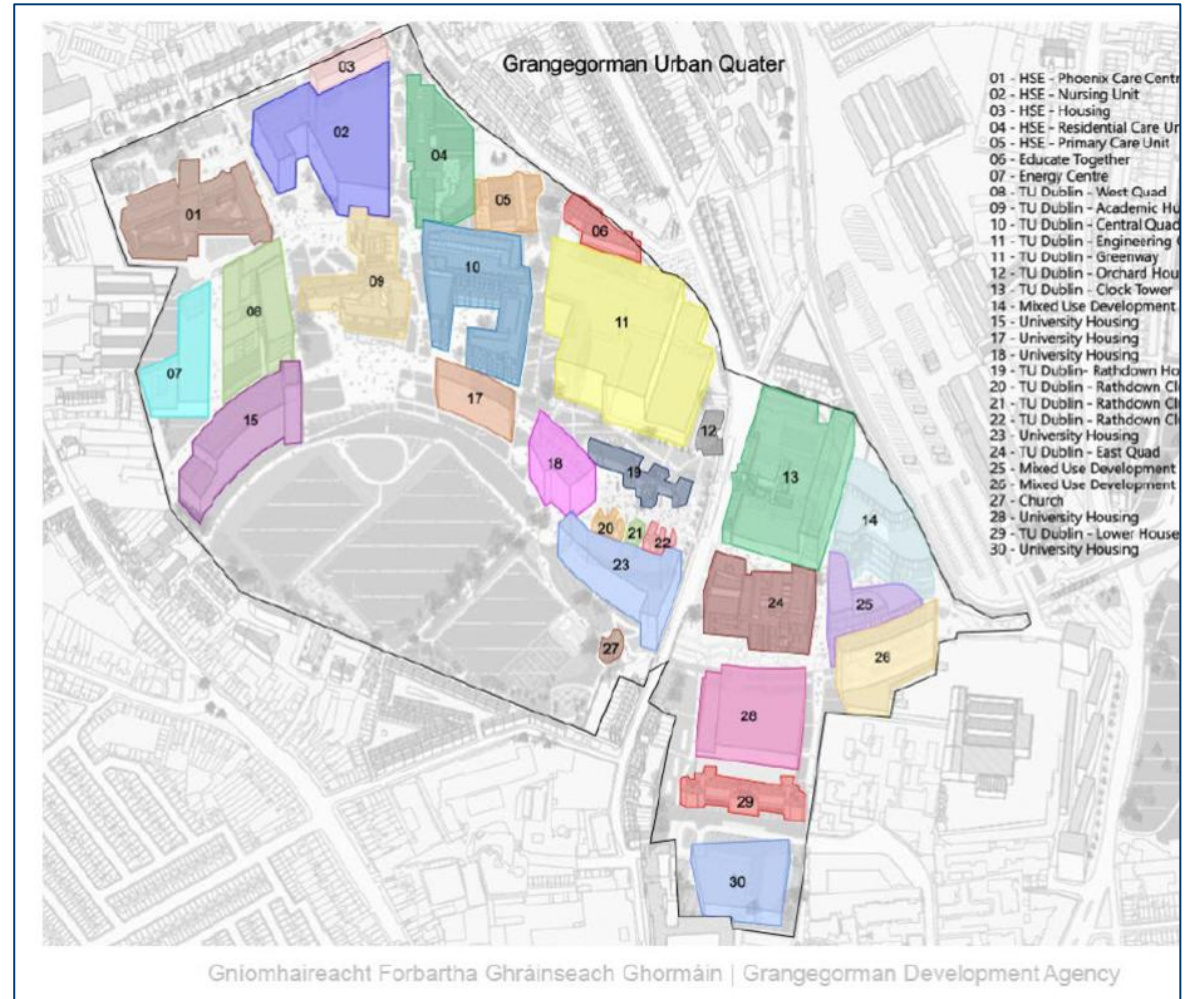 Grangegorman Urban Quater
01 - HSE - Phoenix Care Centr
02 - HSE - Nursing Unit
03 - HSE - Housing
04 - HSE - Residential Care Un
05 - HSE - Primary Care Unit
06 - Educate Together
07 - Energy Centre
08 - TU Dublin - West Quad
09 - TU Dublin - Academic Hu
10 - TU Dublin - Central Quad
11 - TU Dublin - Engineering
11 - TU Dublin - Greenway
12 - TU Dublin - Orchard Hou
13 - TU Dublin - Clock Tower
14 - Mixed Use Development
15 - University Housing
17 - University Housing
18 - University Housing
19 - TU Dublin- Rathdown Ho
20 - TU Dublin - Rathdown Cl
21 - TU Dublin - Rathdown Cl
22 - TU Dublin - Rathdown Cl
23 - University Housing
24 - TU Dublin - East Quad
25 - Mixed Use Development
26 - Mixed Use Development
27 - Church
28 - University Housing
29 - TU Dublin - Lower House
30 - University Housing
03
02
04
01
05
06
09
10
08
11
07
17
15
12
18
19
13
14
20
21
22
23
24
25
27
26
28
29
30
Gníomhaireacht Forbartha Ghráinseach Ghormáin | Grangegorman Development Agency